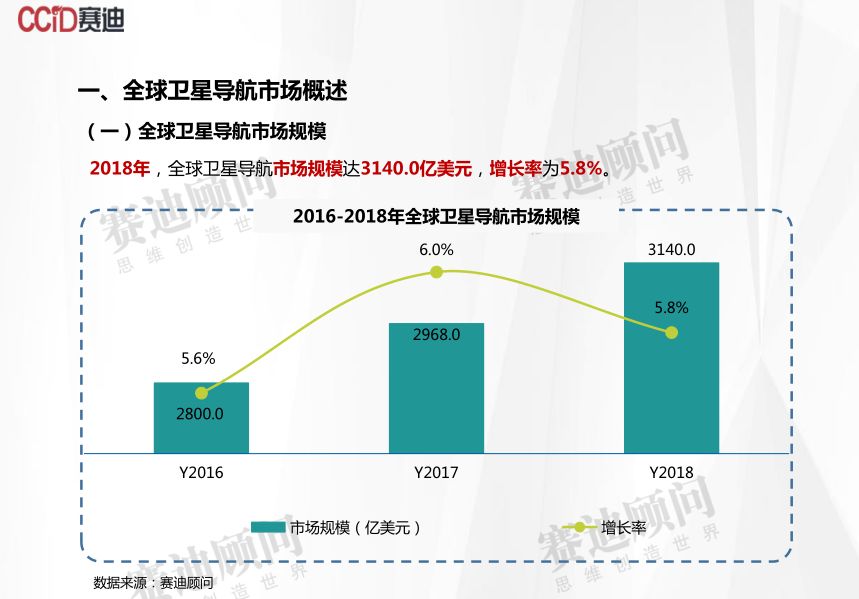 CCID赛迪
一、全球卫星导航市场概述
（一）全球卫星导航市场规模
2018年，全球卫星导航市场规模达3140.0亿美元，增长率为5.8%。
赛迪顾问
思维创造世
赛迪顾问
创造世界
2016-2018年全球卫星导航市场规模
6.0%
3140.0
5.8%
2968.0
5.6%
2800.0
Y2016
Y2017
Y2018
市场规模（亿美元）
增长率
赛迪顾问
创造世界
赛迪顾问
思维创造世界
数据来源：赛迪顾问